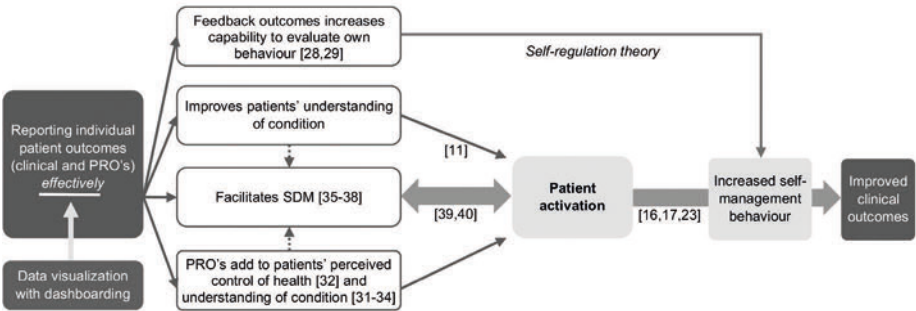 Feedback outcomes increases
capability to evaluate own
behaviour [28,29]
Self-regulation theory
Reporting individual
patient outcomes
(clinical and PRO's)
effectively
Improves patients' understanding
of condition
[11]
Facilitates SDM [35-38]
[39,40]
Patient
activation
[16,17,23]
Increased self-
management
behaviour
Improved
clinical
outcomes
Data visualization
with dashboarding
PRO's add to patients' perceived
control of health [32] and
understanding of condition [31-34]